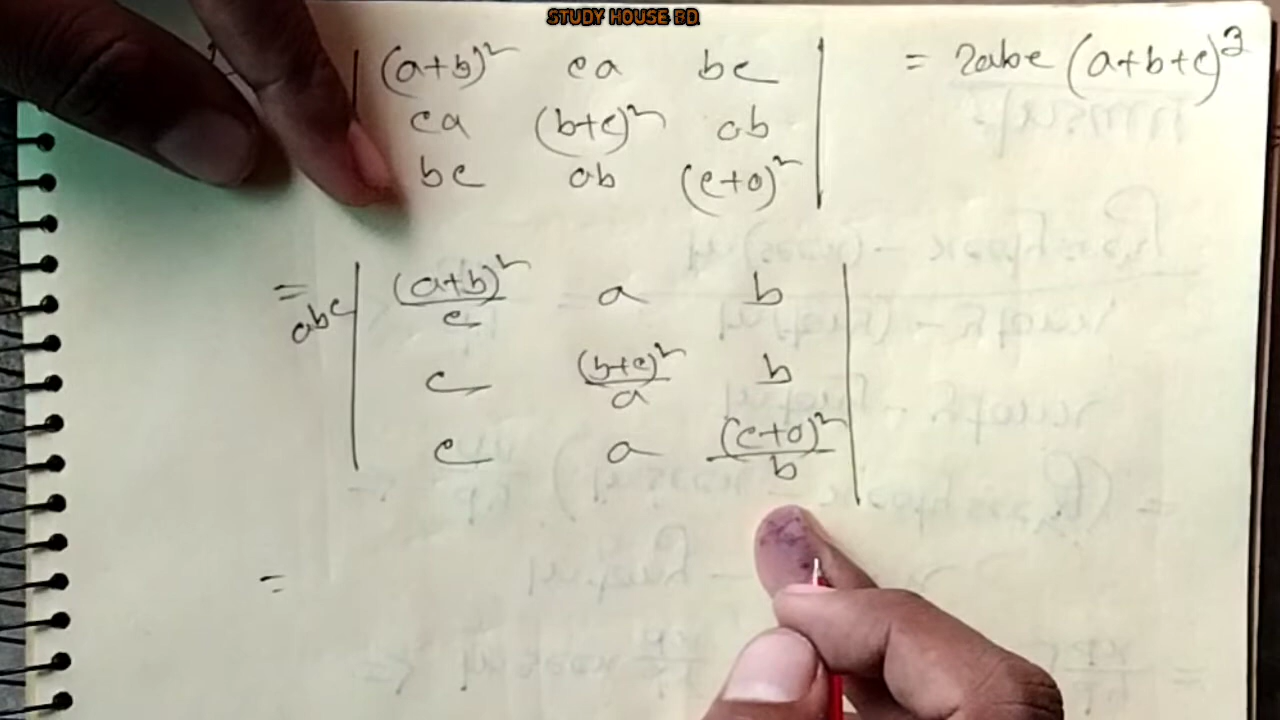 STUDY HOUSE BD
| (a+b)² ca bc | = 2abc (a+b+c)³
| ca (b+c)² ab |
| bc ab (c+a)² |
= abc | (a+b)²/c a b |
| c (b+c)²/a b |
| c a (c+a)²/b |
=